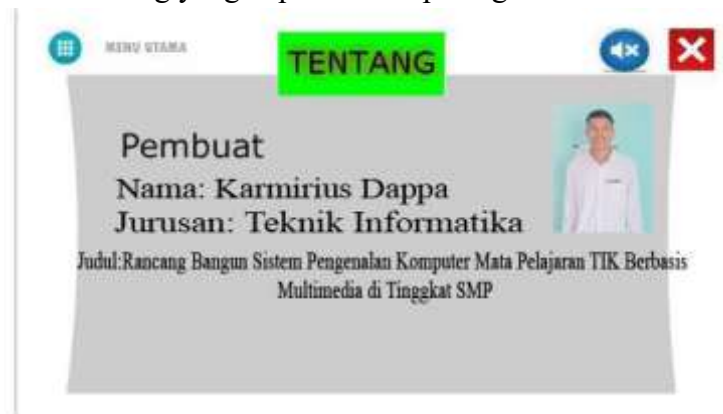 MENU UTAMA
TENTANG
Pembuat
Nama: Karmirius Dappa
Jurusan: Teknik Informatika
Judul:Rancang Bangun Sistem Pengenalan Komputer Mata Pelajaran TIK Berbasis
Multimedia di Tinggkat SMP